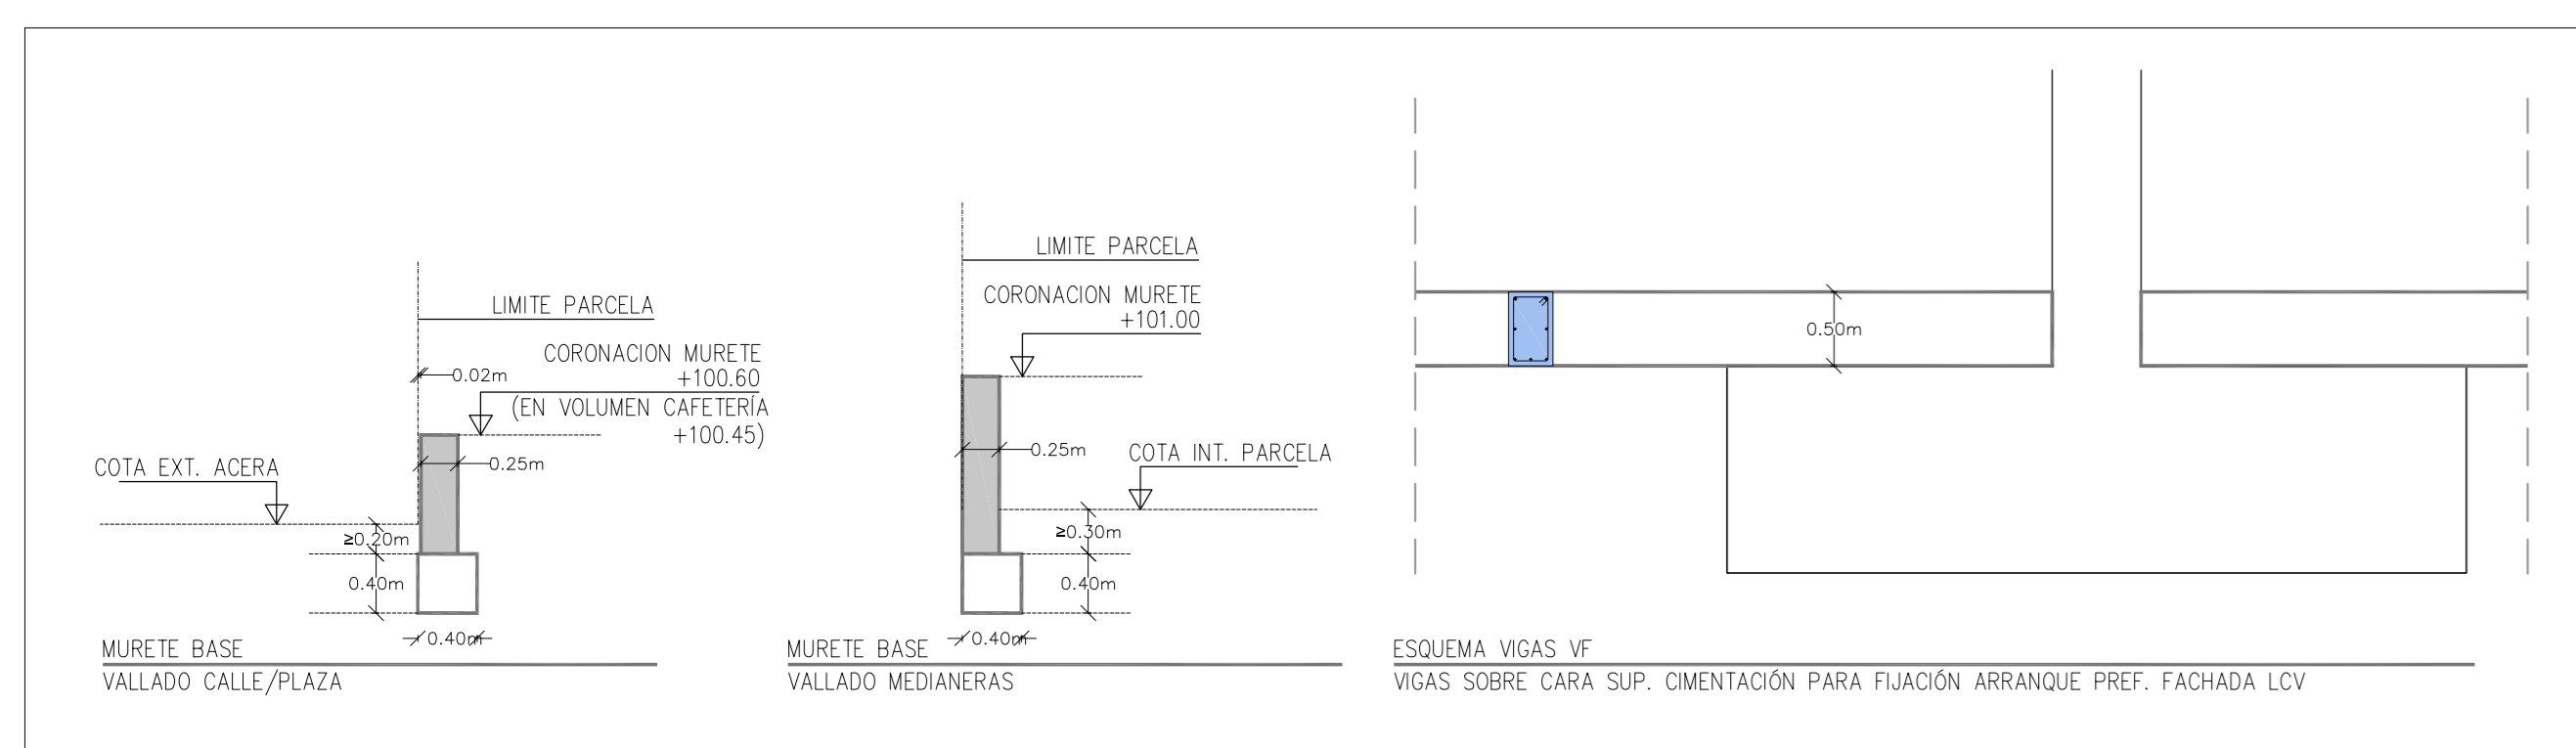 LIMITE PARCELA
CORONACION MURETE
+100.60
(EN VOLUMEN CAFETERÍA
+100.45)
0.02m
0.25m
COTA EXT. ACERA
≥0.20m
0.40m
0.40m
MURETE BASE
VALLADO CALLE/PLAZA
LIMITE PARCELA
CORONACION MURETE
+101.00
0.25m
COTA INT. PARCELA
≥0.30m
0.40m
0.40m
MURETE BASE
VALLADO MEDIANERAS
0.50m
ESQUEMA VIGAS VF
VIGAS SOBRE CARA SUP. CIMENTACIÓN PARA FIJACIÓN ARRANQUE PREF. FACHADA LCV